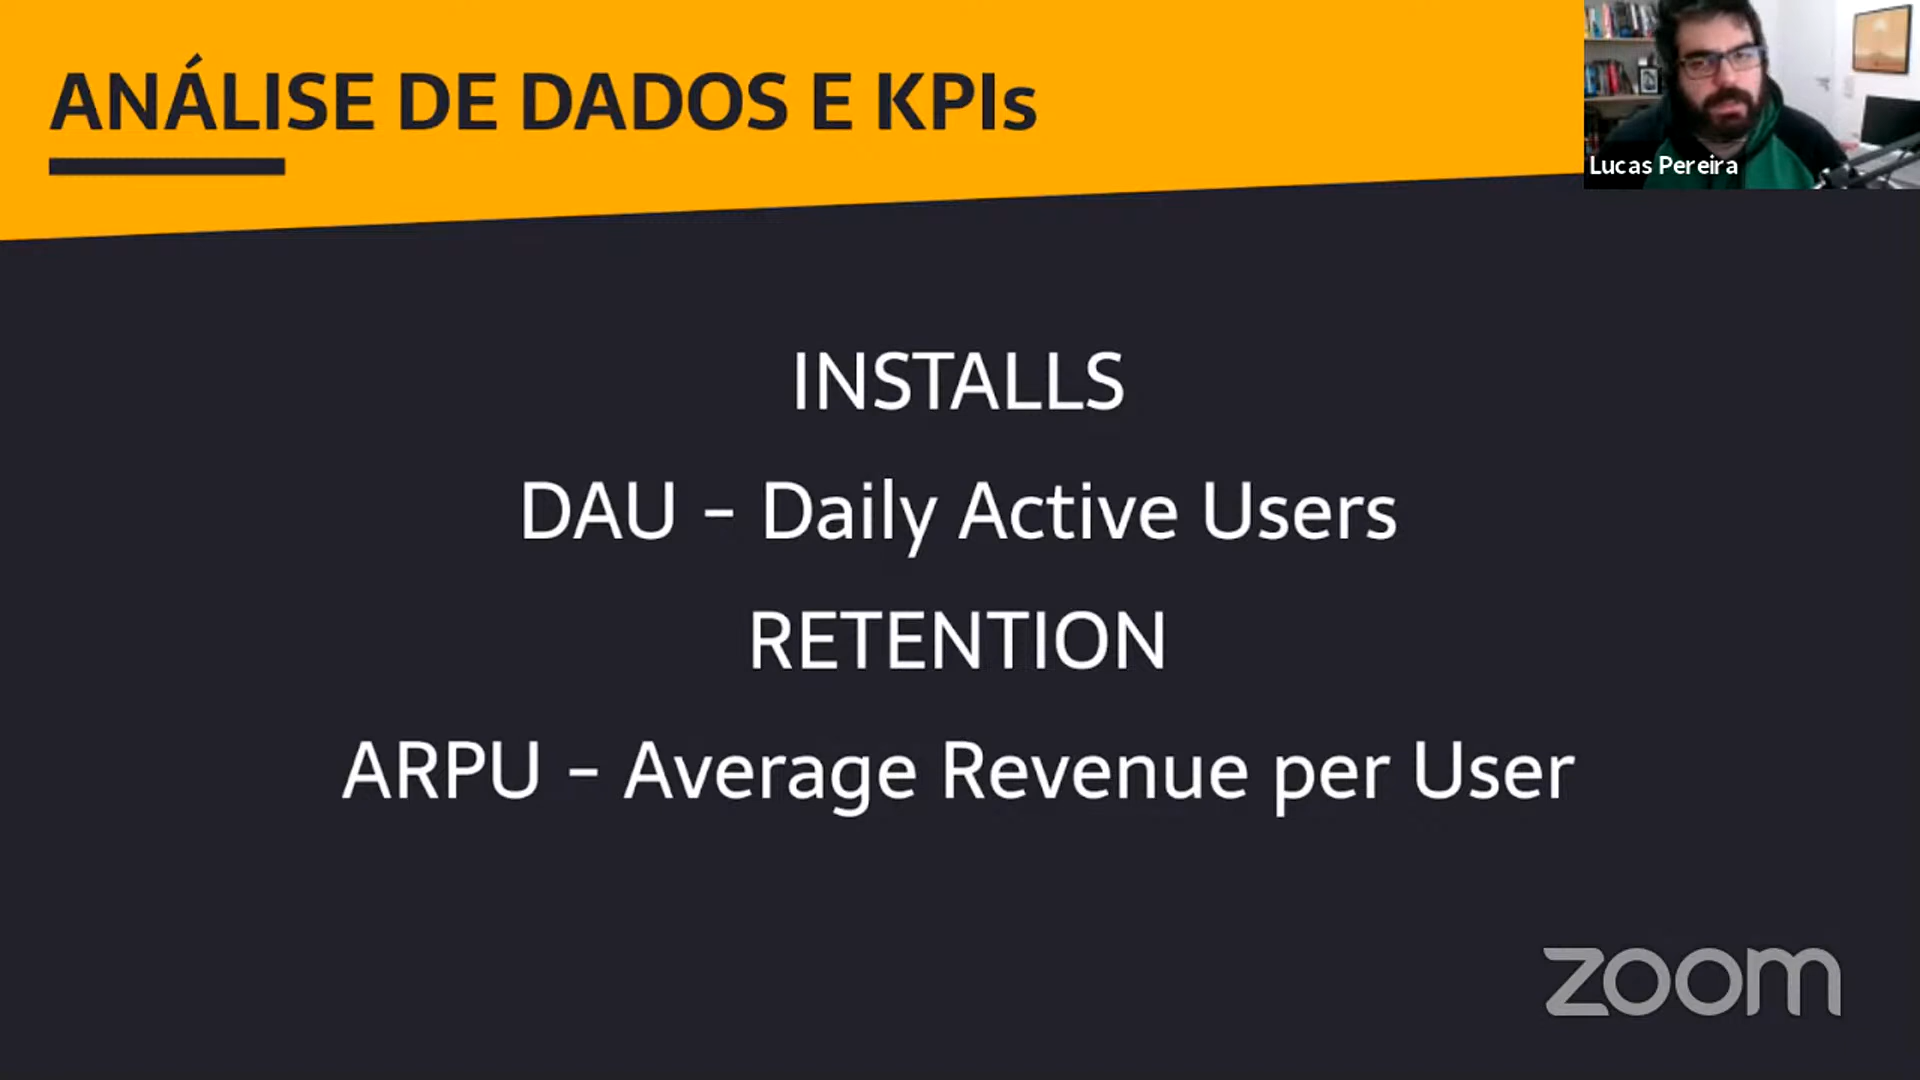 ANÁLISE DE DADOS E KPIs
Lucas Pereira
INSTALLS
DAU - Daily Active Users
RETENTION
ARPU - Average Revenue per User
zoom